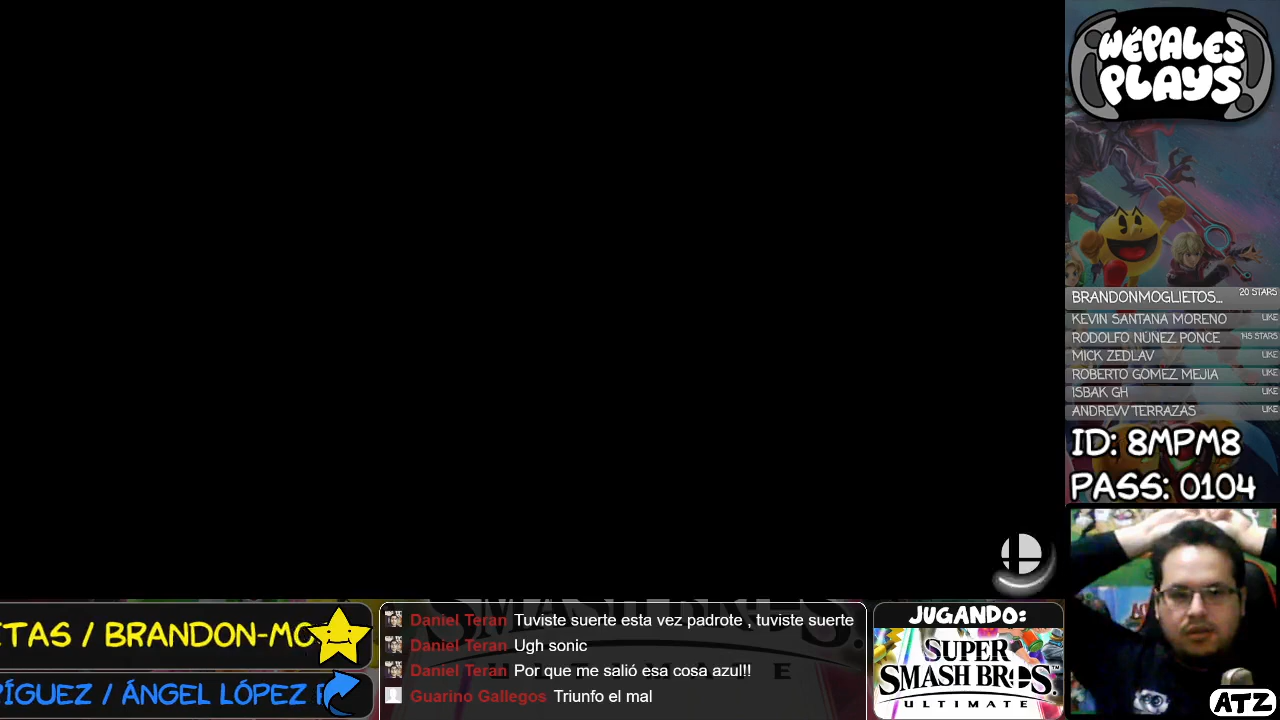 WÉPALES
PLAYS
BRANDONMOGLIETOS... 20 STARS
KEVIN SANTANA MORENO LIKE
RODOLFO NÚÑEZ PONCE 145 STARS
MICK ZEDLAV LIKE
ROBERTO GOMEZ MEJIA LIKE
ISBAK GH LIKE
ANDREW TERRAZAS LIKE
ID: 8MPM8
PASS: 0104
ETAS / BRANDON-MO
ÍGUEZ / ÁNGEL LÓPEZ
Daniel Teran Tuviste suerte esta vez padrote , tuviste suerte
Daniel Teran Ugh sonic
Daniel Teran Por que me salió esa cosa azul!!
Guarino Gallegos Triunfo el mal
JUGANDO:
SUPER
SMASH BROS.
ULTIMATE
ATZ